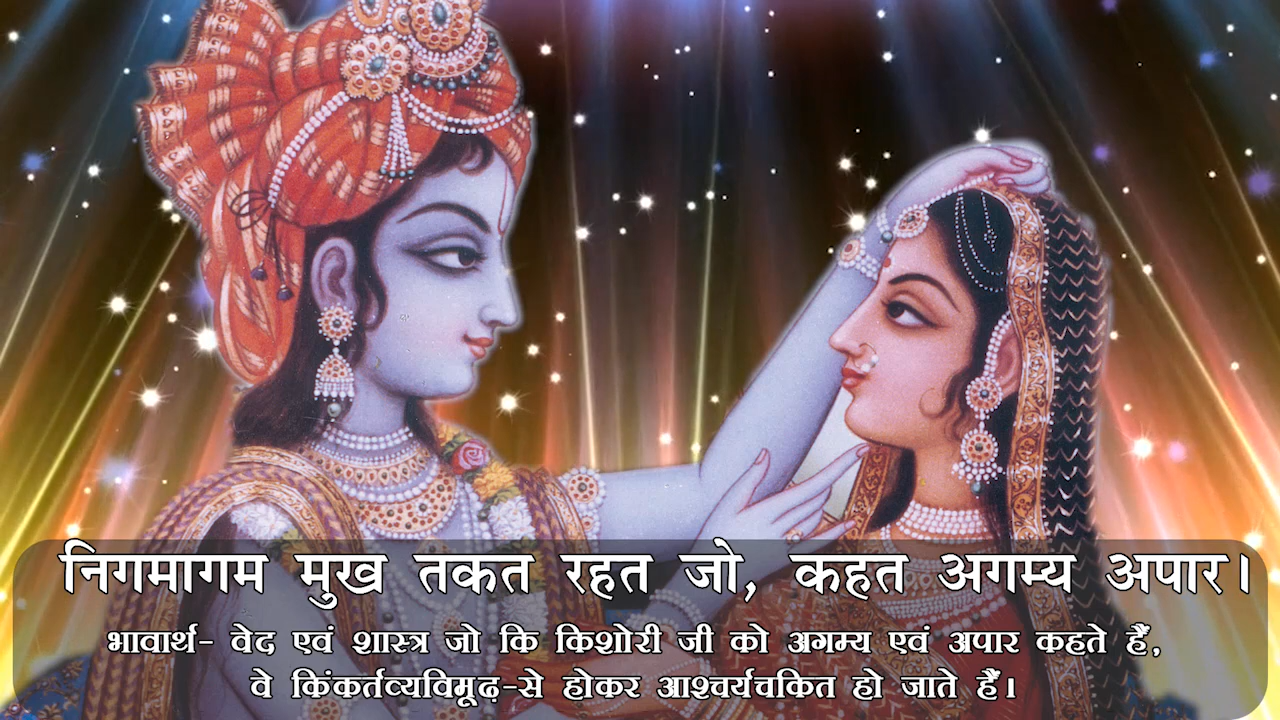 निगमागम मुख तकत रहत जो, कहत अगम्य अपार।
भावार्थ- वेद एवं शास्त्र जो कि किशोरी जी को अगम्य एवं अपार कहते हैं,
वे किंकर्तव्यविमूढ़-से होकर आश्चर्यचकित हो जाते हैं।